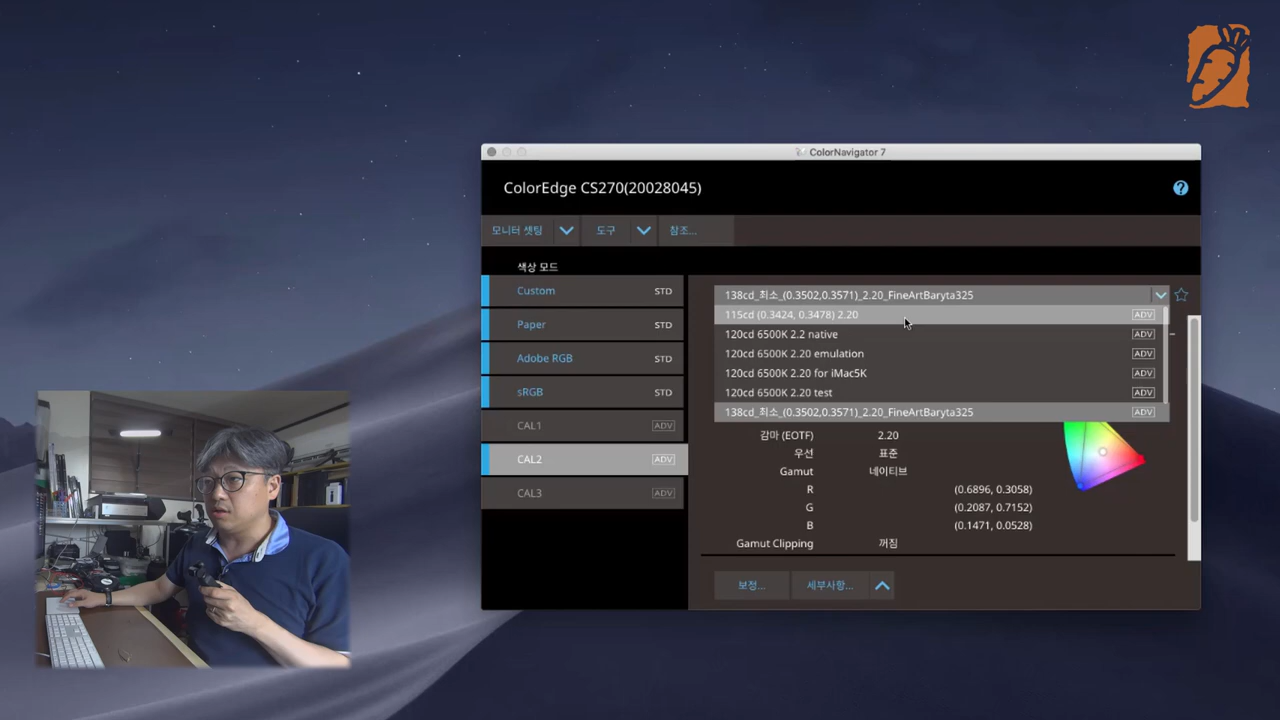 ColorNavigator 7
ColorEdge CS270(20028045)
모니터 셋팅
도구
참조...
색상 모드
Custom STD
Paper STD
Adobe RGB STD
sRGB STD
CAL1 ADV
CAL2 ADV
CAL3 ADV
138cd_최소_(0.3502,0.3571)_2.20_FineArtBaryta325
115cd (0.3424, 0.3478) 2.20 ADV
120cd 6500K 2.2 native ADV
120cd 6500K 2.20 emulation ADV
120cd 6500K 2.20 for iMac5K ADV
120cd 6500K 2.20 test ADV
138cd_최소_(0.3502,0.3571)_2.20_FineArtBaryta325 ADV
감마 (EOTF) 2.20
우선 표준
Gamut 네이티브
R (0.6896, 0.3058)
G (0.2087, 0.7152)
B (0.1471, 0.0528)
Gamut Clipping 꺼짐
보정...
세부사항...